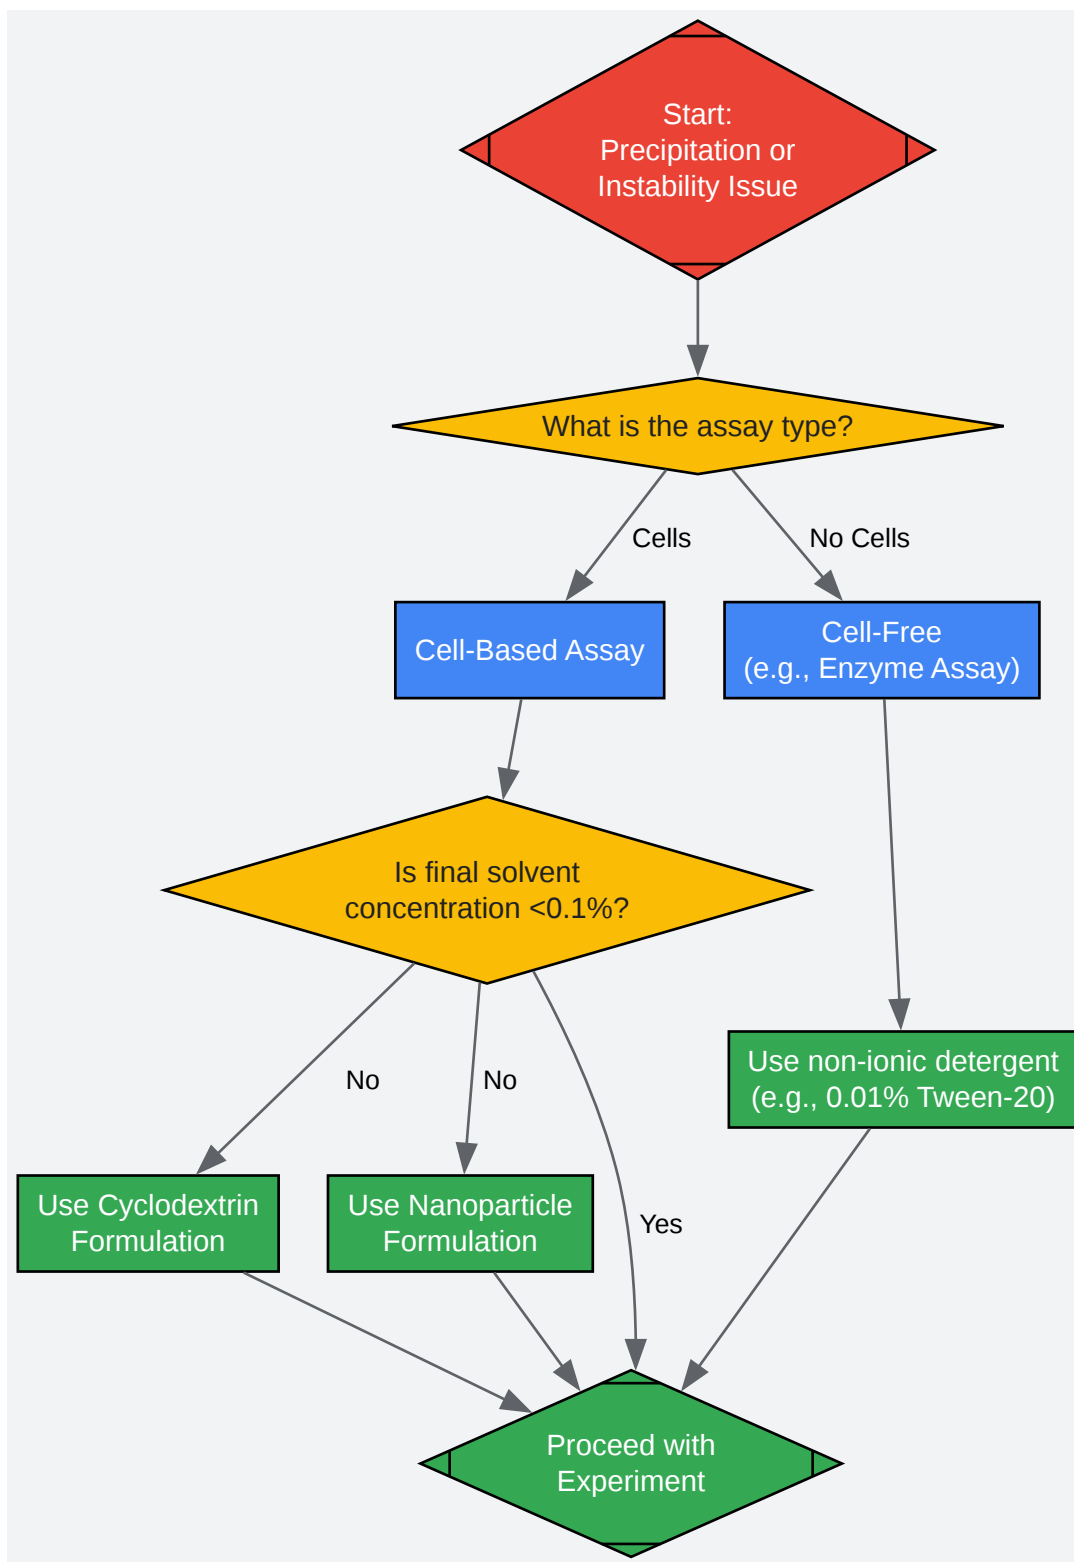 Start:
Precipitation or
Instability Issue
What is the assay type?
Cells
No Cells
Cell-Based Assay
Cell-Free
(e.g., Enzyme Assay)
Is final solvent
concentration <0.1%?
No
No
Yes
Use non-ionic detergent
(e.g., 0.01% Tween-20)
Use Cyclodextrin
Formulation
Use Nanoparticle
Formulation
Proceed with
Experiment